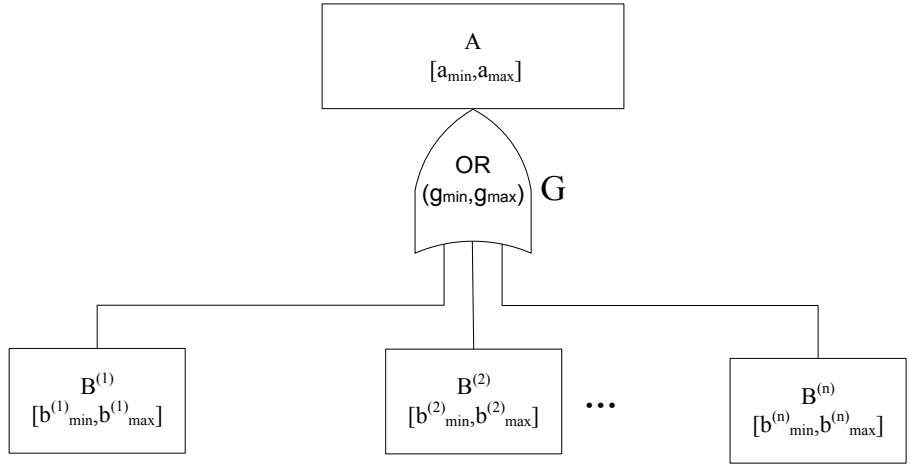 A
[a_min,a_max]
OR
(g_min,g_max)
G
B^(1)
[b^(1)_min,b^(1)_max]
B^(2)
[b^(2)_min,b^(2)_max]
...
B^(n)
[b^(n)_min,b^(n)_max]